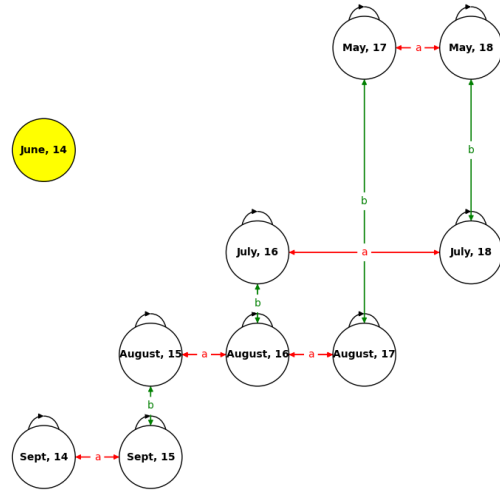 May, 17
a
May, 18
June, 14
b
b
July, 16
a
July, 18
b
August, 15
a
August, 16
a
August, 17
b
Sept, 14
a
Sept, 15